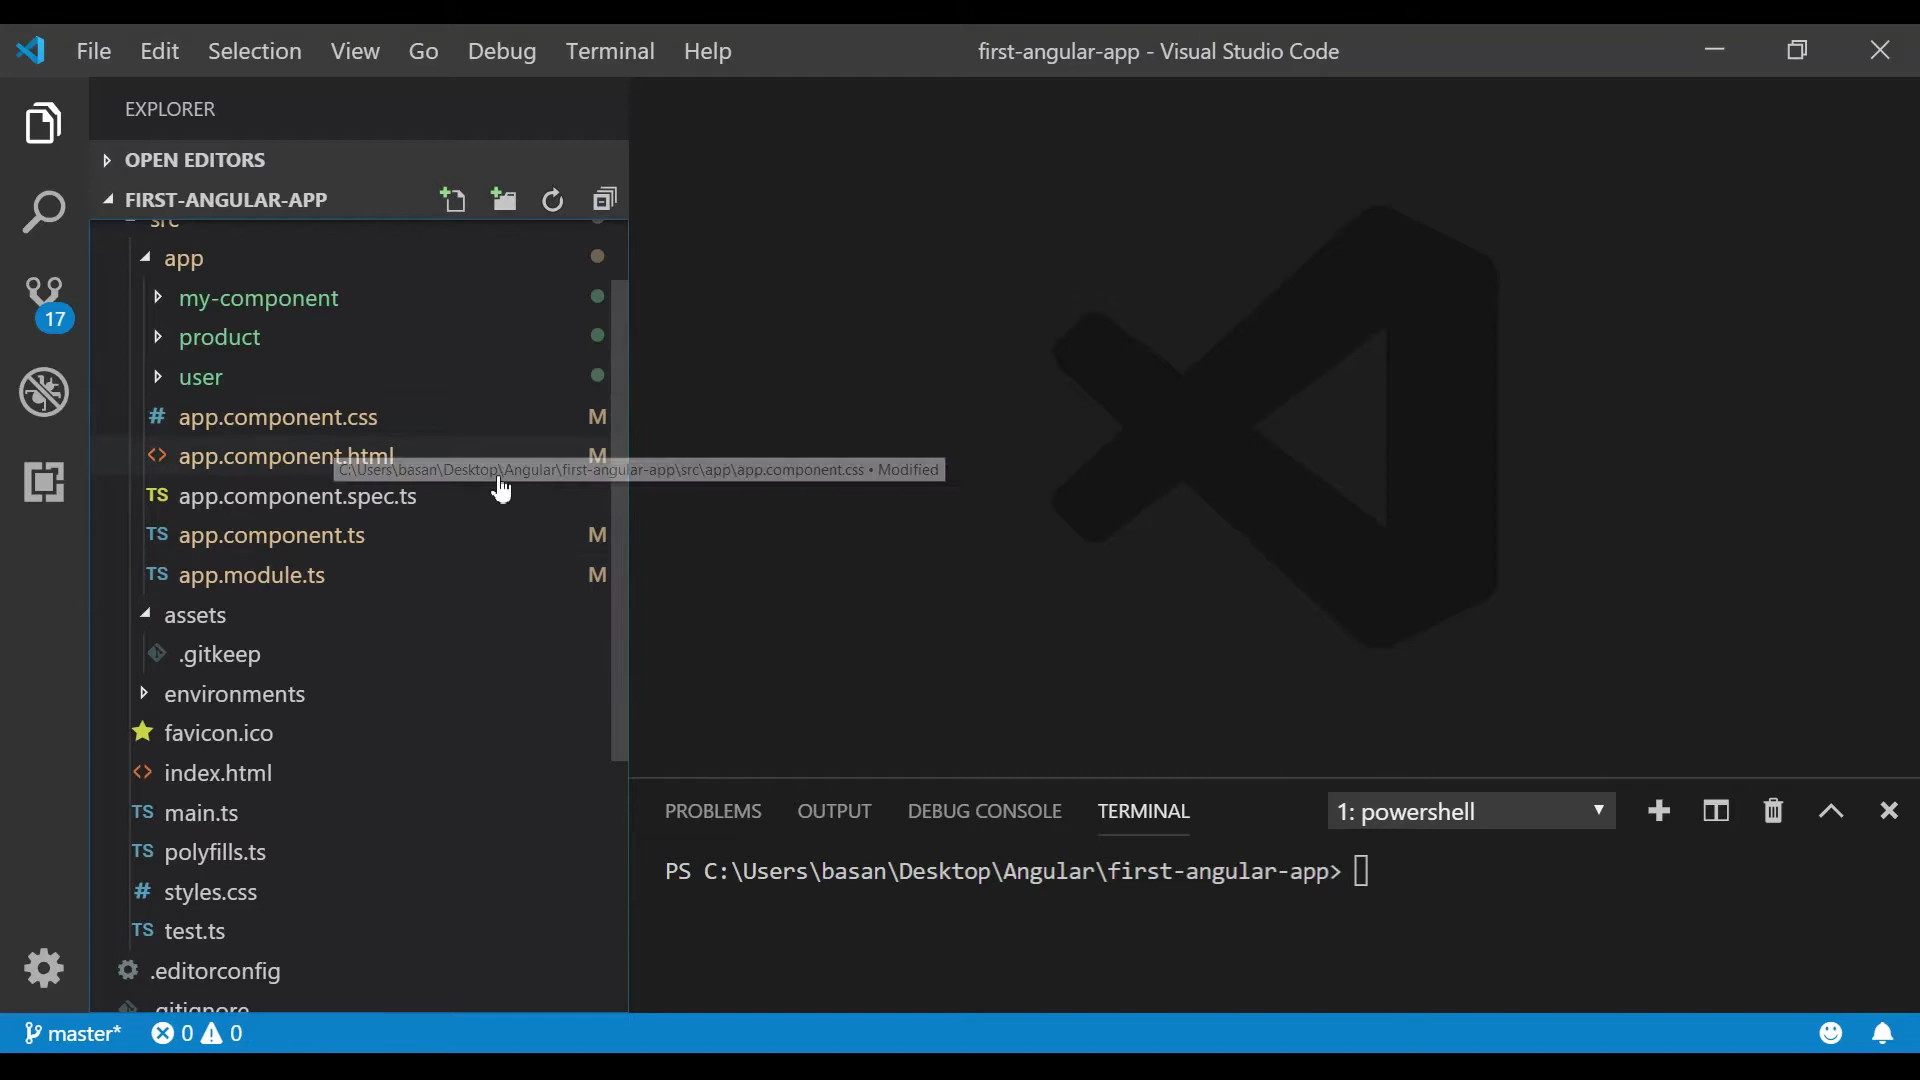 File Edit Selection View Go Debug Terminal Help
first-angular-app - Visual Studio Code
EXPLORER
OPEN EDITORS
FIRST-ANGULAR-APP
src
app
my-component
product
user
17
# app.component.css M
<> app.component.html M
C:\Users\basan\Desktop\Angular\first-angular-app\src\app\app.component.css • Modified
TS app.component.spec.ts
TS app.component.ts M
TS app.module.ts M
assets
.gitkeep
environments
favicon.ico
<> index.html
TS main.ts
TS polyfills.ts
# styles.css
TS test.ts
.editorconfig
.gitignore
PROBLEMS OUTPUT DEBUG CONSOLE TERMINAL 1: powershell
PS C:\Users\basan\Desktop\Angular\first-angular-app>
master* 0 0